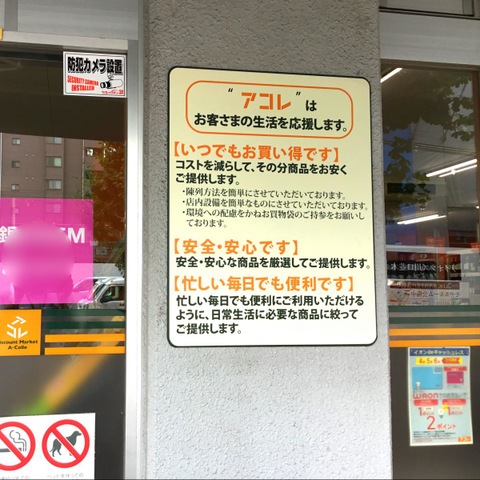 防犯カメラ設置
SECURITY CAMERA
INSTALLED
"アコレ"は
お客さまの生活を応援します。
【いつでもお買い得です】
コストを減らして、その分商品をお安く
ご提供します。
・陳列方法を簡単にさせていただいております。
・店内設備を簡単なものにさせていただいております。
・環境への配慮をかねお買物袋のご持参をお願いし
ております。
【安全・安心です】
安全・安心な商品を厳選してご提供します。
【忙しい毎日でも便利です】
忙しい毎日でも便利にご利用いただける
ように、日常生活に必要な商品に絞って
ご提供します。
銀
M
Discount Market
A-Colle
WAON
2ポイント